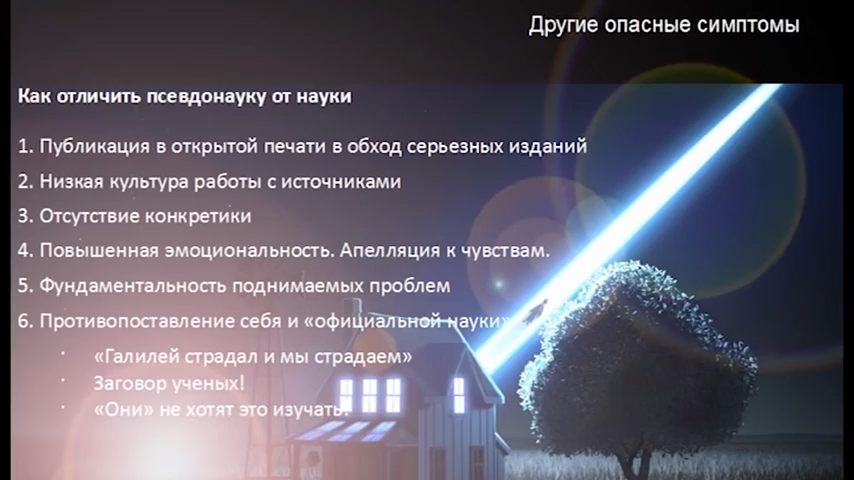 Другие опасные симптомы
Как отличить псевдонауку от науки
1. Публикация в открытой печати в обход серьезных изданий
2. Низкая культура работы с источниками
3. Отсутствие конкретики
4. Повышенная эмоциональность. Апелляция к чувствам.
5. Фундаментальность поднимаемых проблем
6. Противопоставление себя и «официальной науки»
· «Галилей страдал и мы страдаем»
· Заговор ученых!
· «Они» не хотят это изучать!